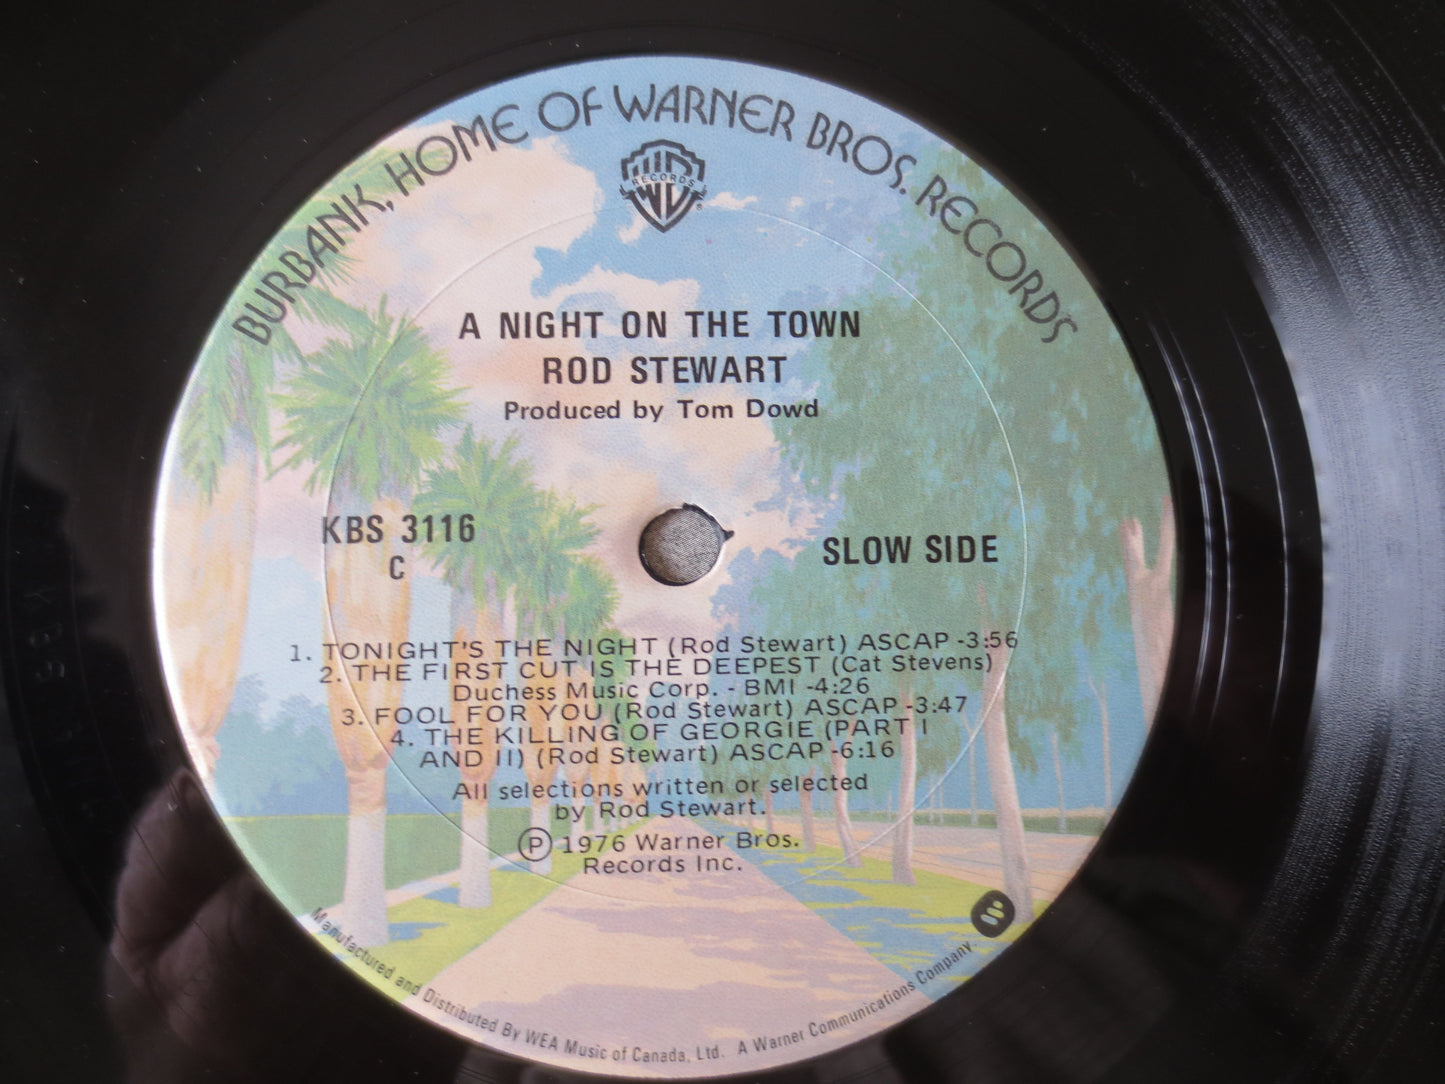 BURBANK, HOME OF WARNER BROS. RECORDS
W RECORDS ®
A NIGHT ON THE TOWN
ROD STEWART
Produced by Tom Dowd
KBS 3116
C
SLOW SIDE
1. TONIGHT'S THE NIGHT (Rod Stewart) ASCAP -3:56
2. THE FIRST CUT IS THE DEEPEST (Cat Stevens)
Duchess Music Corp. - BMI -4:26
3. FOOL FOR YOU (Rod Stewart) ASCAP -3:47
4. THE KILLING OF GEORGIE (PART I
AND II) (Rod Stewart) ASCAP -6:16
All selections written or selected
by Rod Stewart.
Ⓟ 1976 Warner Bros.
Records Inc.
Manufactured and Distributed By WEA Music of Canada, Ltd. A Warner Communications Company